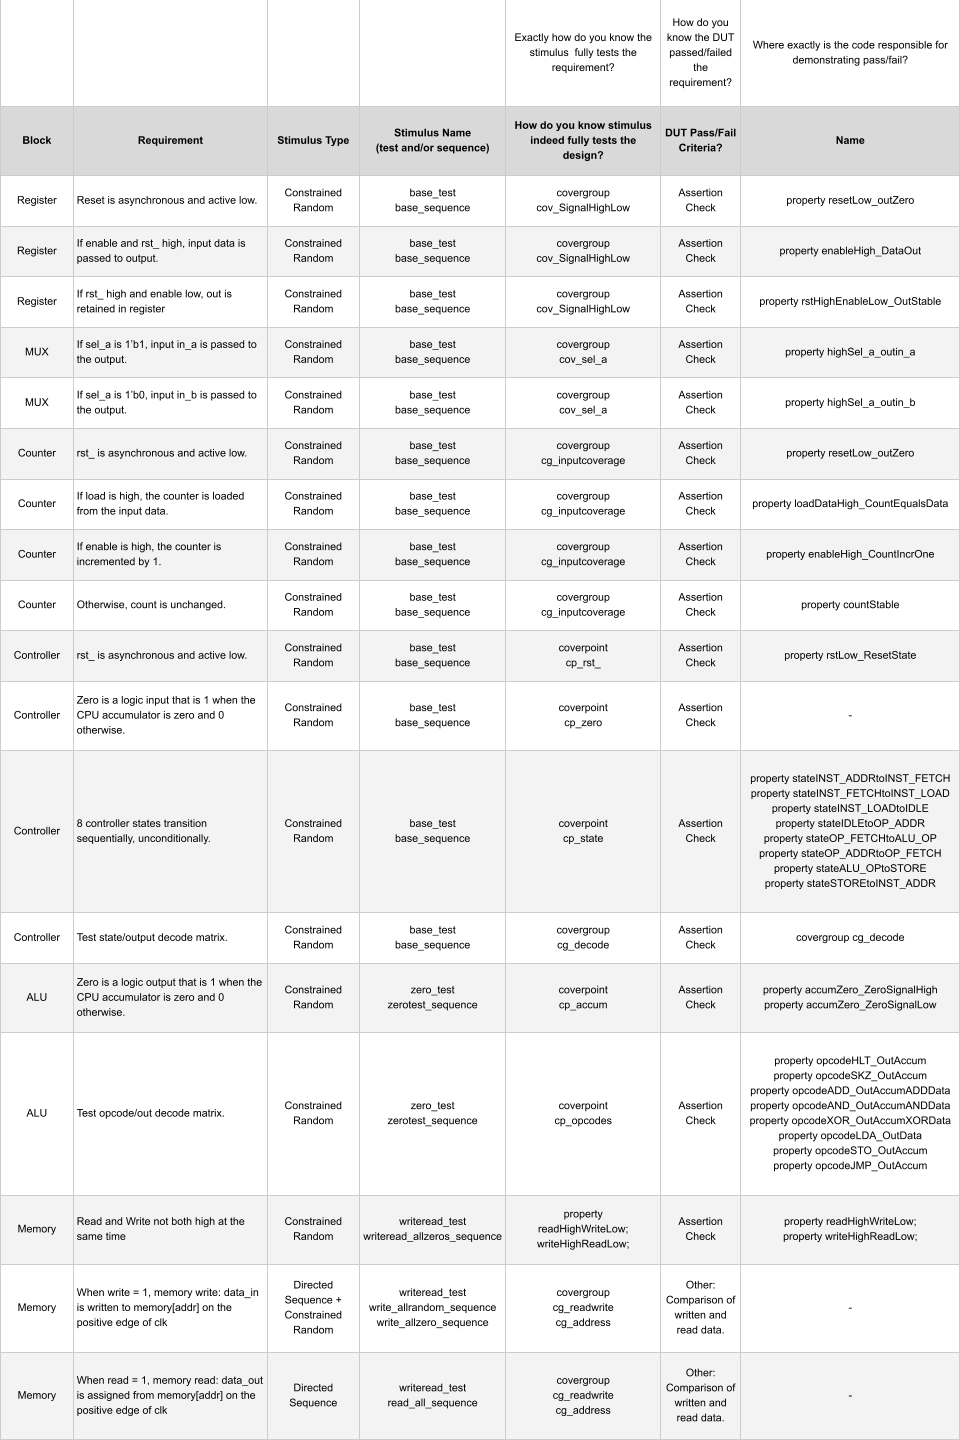 Exactly how do you know the
stimulus  fully tests the
requirement?
How do you
know the DUT
passed/failed
the
requirement?
Where exactly is the code responsible for
demonstrating pass/fail?
Block
Requirement
Stimulus Type
Stimulus Name
(test and/or sequence)
How do you know stimulus
indeed fully tests the
design?
DUT Pass/Fail
Criteria?
Name
Register
Reset is asynchronous and active low.
Constrained
Random
base_test
base_sequence
covergroup
cov_SignalHighLow
Assertion
Check
property resetLow_outZero
Register
If enable and rst_ high, input data is
passed to output.
Constrained
Random
base_test
base_sequence
covergroup
cov_SignalHighLow
Assertion
Check
property enableHigh_DataOut
Register
If rst_ high and enable low, out is
retained in register
Constrained
Random
base_test
base_sequence
covergroup
cov_SignalHighLow
Assertion
Check
property rstHighEnableLow_OutStable
MUX
If sel_a is 1'b1, input in_a is passed to
the output.
Constrained
Random
base_test
base_sequence
covergroup
cov_sel_a
Assertion
Check
property highSel_a_outin_a
MUX
If sel_a is 1'b0, input in_b is passed to
the output.
Constrained
Random
base_test
base_sequence
covergroup
cov_sel_a
Assertion
Check
property highSel_a_outin_b
Counter
rst_ is asynchronous and active low.
Constrained
Random
base_test
base_sequence
covergroup
cg_inputcoverage
Assertion
Check
property resetLow_outZero
Counter
If load is high, the counter is loaded
from the input data.
Constrained
Random
base_test
base_sequence
covergroup
cg_inputcoverage
Assertion
Check
property loadDataHigh_CountEqualsData
Counter
If enable is high, the counter is
incremented by 1.
Constrained
Random
base_test
base_sequence
covergroup
cg_inputcoverage
Assertion
Check
property enableHigh_CountIncrOne
Counter
Otherwise, count is unchanged.
Constrained
Random
base_test
base_sequence
covergroup
cg_inputcoverage
Assertion
Check
property countStable
Controller
rst_ is asynchronous and active low.
Constrained
Random
base_test
base_sequence
coverpoint
cp_rst_
Assertion
Check
property rstLow_ResetState
Controller
Zero is a logic input that is 1 when the
CPU accumulator is zero and 0
otherwise.
Constrained
Random
base_test
base_sequence
coverpoint
cp_zero
Assertion
Check
-
Controller
8 controller states transition
sequentially, unconditionally.
Constrained
Random
base_test
base_sequence
coverpoint
cp_state
Assertion
Check
property stateINST_ADDRtoINST_FETCH
property stateINST_FETCHtoINST_LOAD
property stateINST_LOADtoIDLE
property stateIDLEtoOP_ADDR
property stateOP_FETCHtoALU_OP
property stateOP_ADDRtoOP_FETCH
property stateALU_OPtoSTORE
property stateSTOREtoINST_ADDR
Controller
Test state/output decode matrix.
Constrained
Random
base_test
base_sequence
covergroup
cg_decode
Assertion
Check
covergroup cg_decode
ALU
Zero is a logic output that is 1 when the
CPU accumulator is zero and 0
otherwise.
Constrained
Random
zero_test
zerotest_sequence
coverpoint
cp_accum
Assertion
Check
property accumZero_ZeroSignalHigh
property accumZero_ZeroSignalLow
ALU
Test opcode/out decode matrix.
Constrained
Random
zero_test
zerotest_sequence
coverpoint
cp_opcodes
Assertion
Check
property opcodeHLT_OutAccum
property opcodeSKZ_OutAccum
property opcodeADD_OutAccumADDData
property opcodeAND_OutAccumANDData
property opcodeXOR_OutAccumXORData
property opcodeLDA_OutData
property opcodeSTO_OutAccum
property opcodeJMP_OutAccum
Memory
Read and Write not both high at the
same time
Constrained
Random
writeread_test
writeread_allzeros_sequence
property
readHighWriteLow;
writeHighReadLow;
Assertion
Check
property readHighWriteLow;
property writeHighReadLow;
Memory
When write = 1, memory write: data_in
is written to memory[addr] on the
positive edge of clk
Directed
Sequence +
Constrained
Random
writeread_test
write_allrandom_sequence
write_allzero_sequence
covergroup
cg_readwrite
cg_address
Other:
Comparison of
written and
read data.
-
Memory
When read = 1, memory read: data_out
is assigned from memory[addr] on the
positive edge of clk
Directed
Sequence
writeread_test
read_all_sequence
covergroup
cg_readwrite
cg_address
Other:
Comparison of
written and
read data.
-